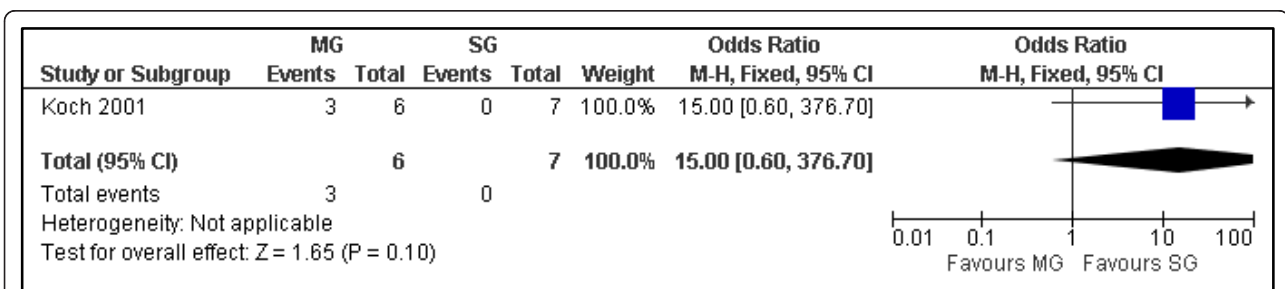 MG SG Odds Ratio Odds Ratio
Study or Subgroup Events Total Events Total Weight M-H, Fixed, 95% CI M-H, Fixed, 95% CI
Koch 2001 3 6 0 7 100.0% 15.00 [0.60, 376.70]
Total (95% CI) 6 7 100.0% 15.00 [0.60, 376.70]
Total events 3 0
Heterogeneity: Not applicable
Test for overall effect: Z = 1.65 (P = 0.10)
0.01 0.1 1 10 100
Favours MG Favours SG